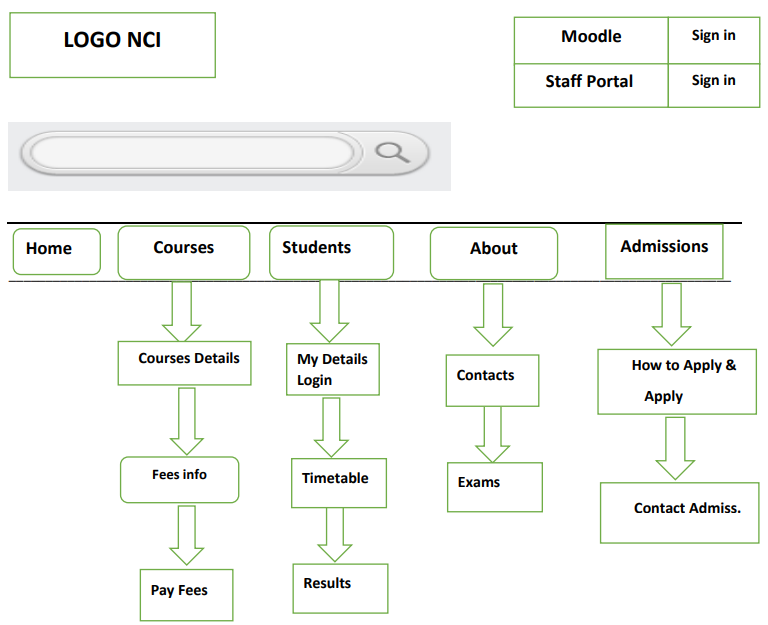 LOGO NCI
Moodle
Sign in
Staff Portal
Sign in
Home
Courses
Students
About
Admissions
Courses Details
My Details
Login
Contacts
How to Apply &
Apply
Fees info
Timetable
Exams
Contact Admiss.
Pay Fees
Results